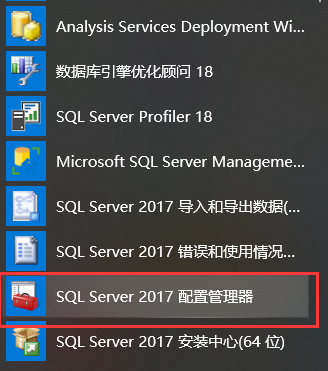 Analysis Services Deployment Wi...
数据库引擎优化顾问 18
SQL Server Profiler 18
Microsoft SQL Server Manageme...
SQL Server 2017 导入和导出数据(...
SQL Server 2017 错误和使用情况...
SQL Server 2017 配置管理器
SQL Server 2017 安装中心(64 位)